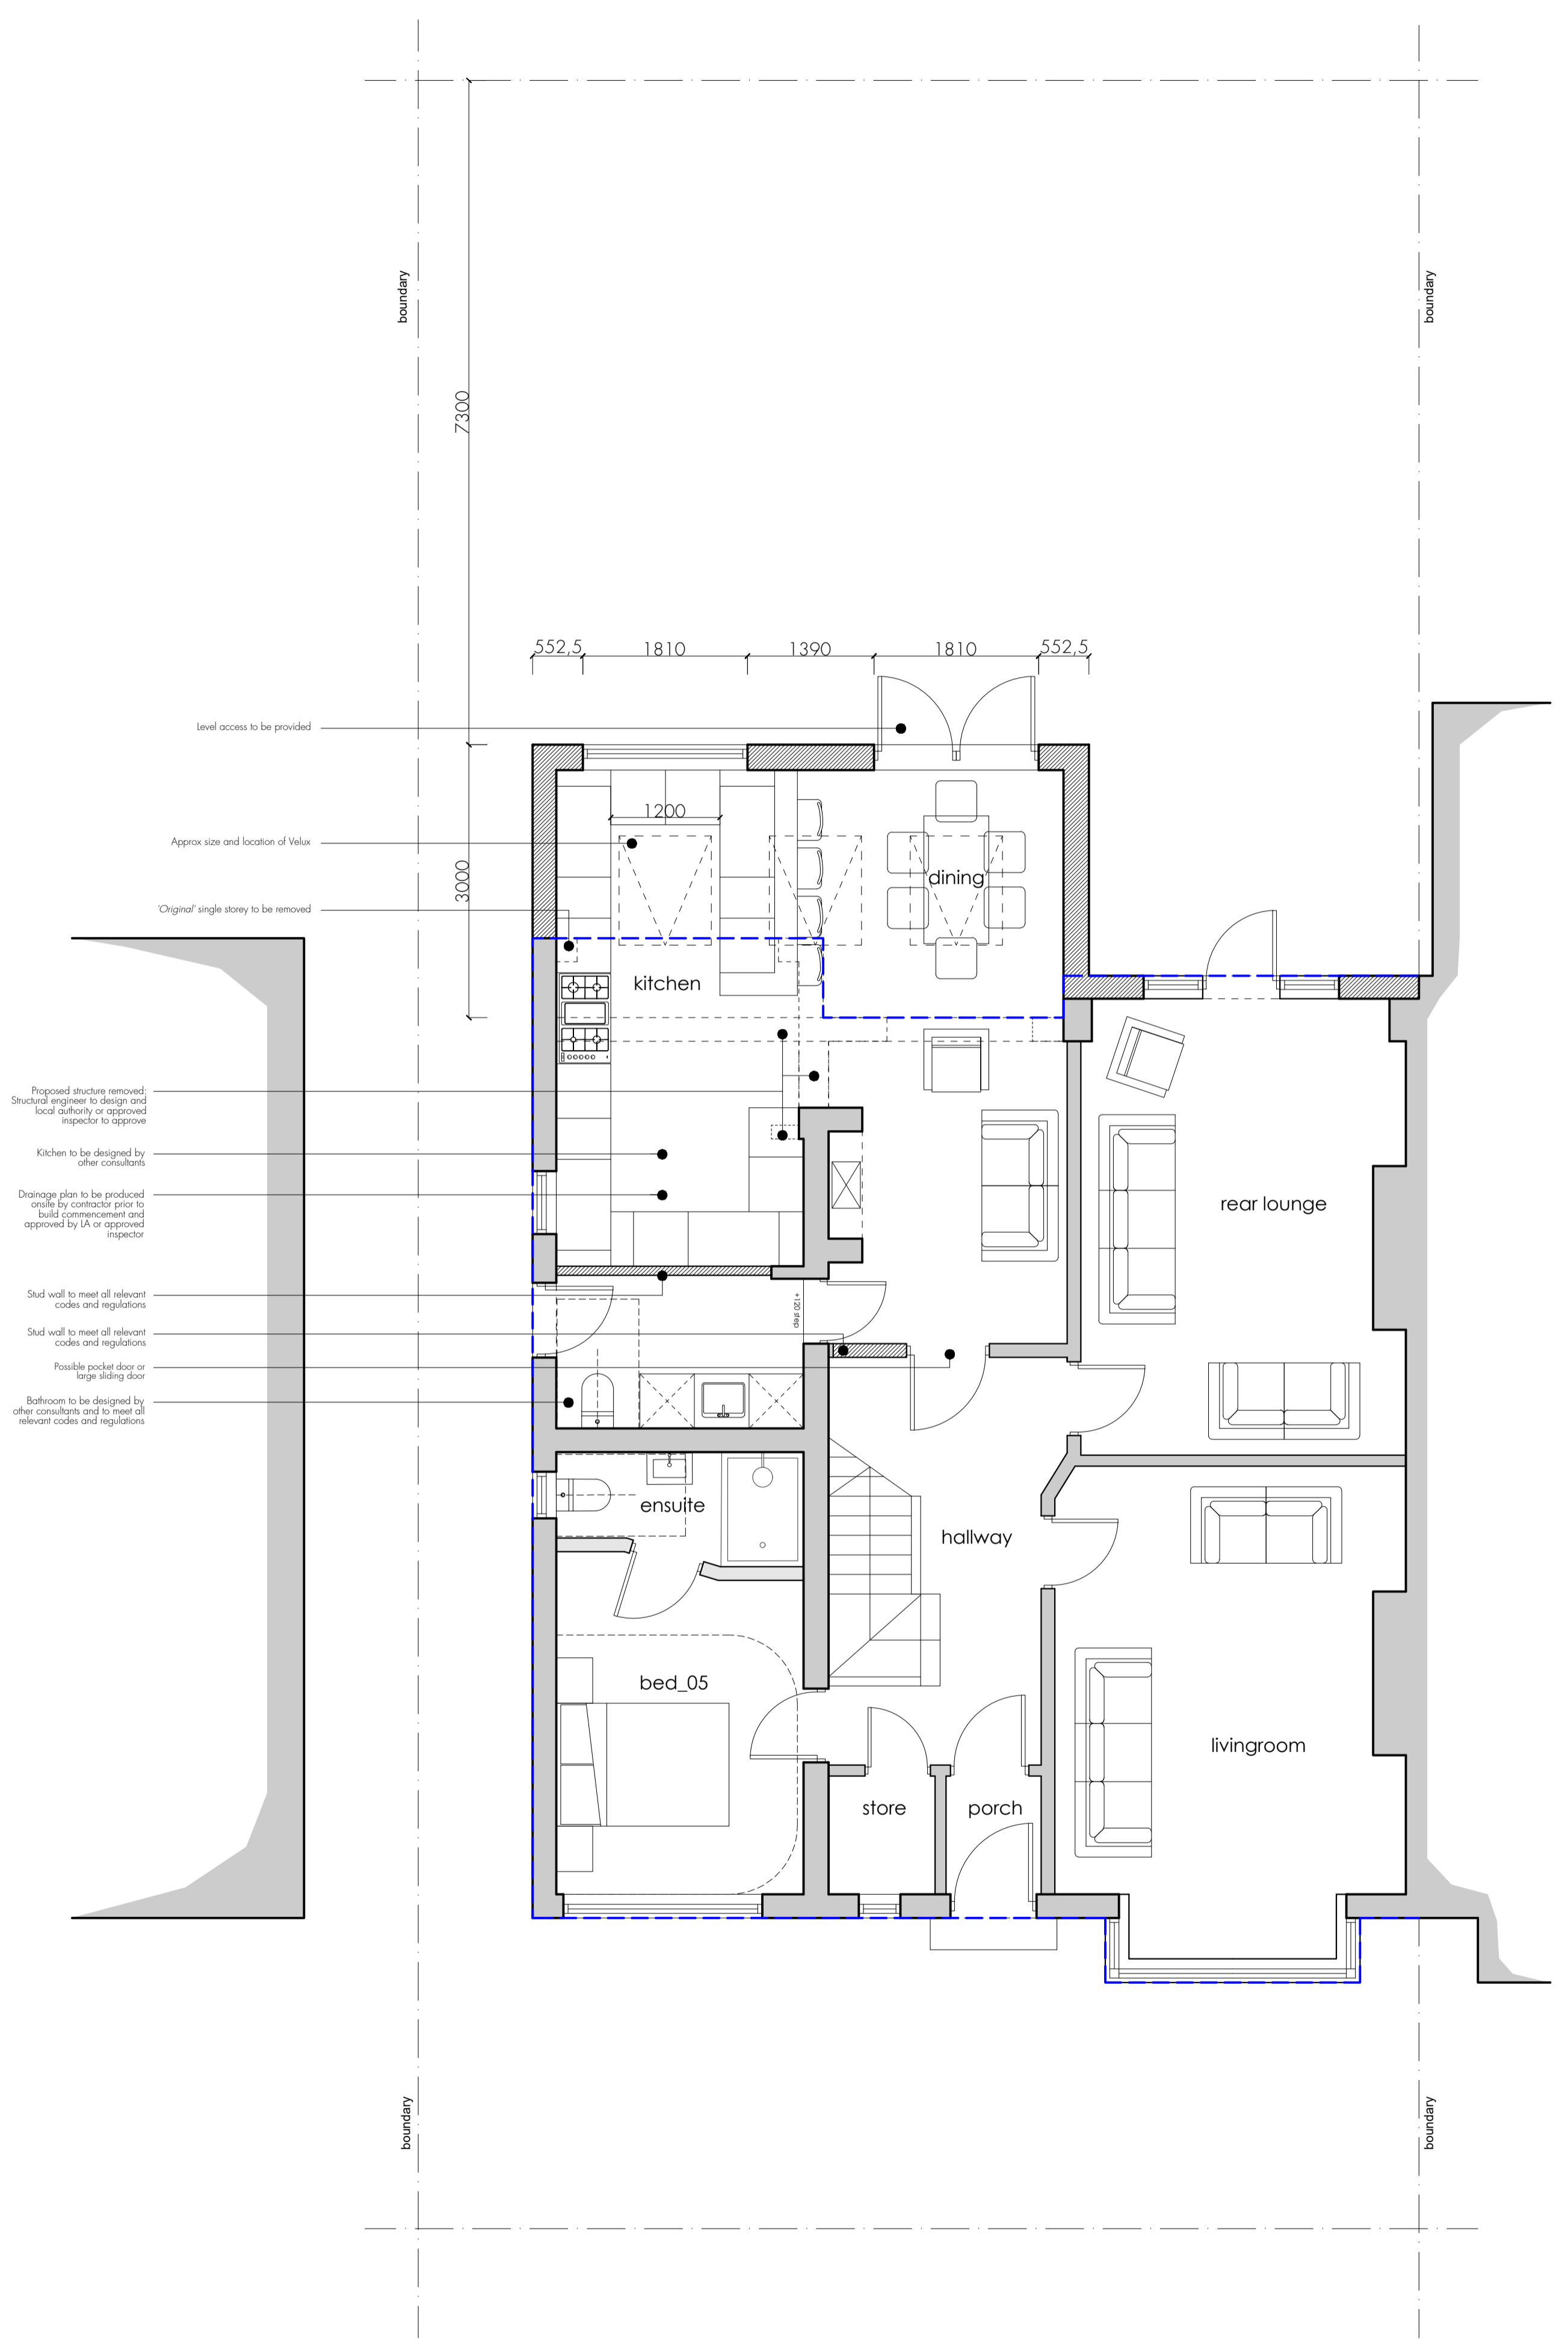 boundary
boundary
7300
552,5
1810
1390
1810
552,5
Level access to be provided
1200
Approx size and location of Velux
3000
dining
'Original' single storey to be removed
kitchen
Proposed structure removed:
Structural engineer to design and
local authority or approved
inspector to approve
Kitchen to be designed by
other consultants
Drainage plan to be produced
onsite by contractor prior to
build commencement and
approved by LA or approved
inspector
rear lounge
Stud wall to meet all relevant
codes and regulations
+120 step
Stud wall to meet all relevant
codes and regulations
Possible pocket door or
large sliding door
Bathroom to be designed by
other consultants and to meet all
relevant codes and regulations
ensuite
hallway
bed_05
livingroom
store
porch
boundary
boundary